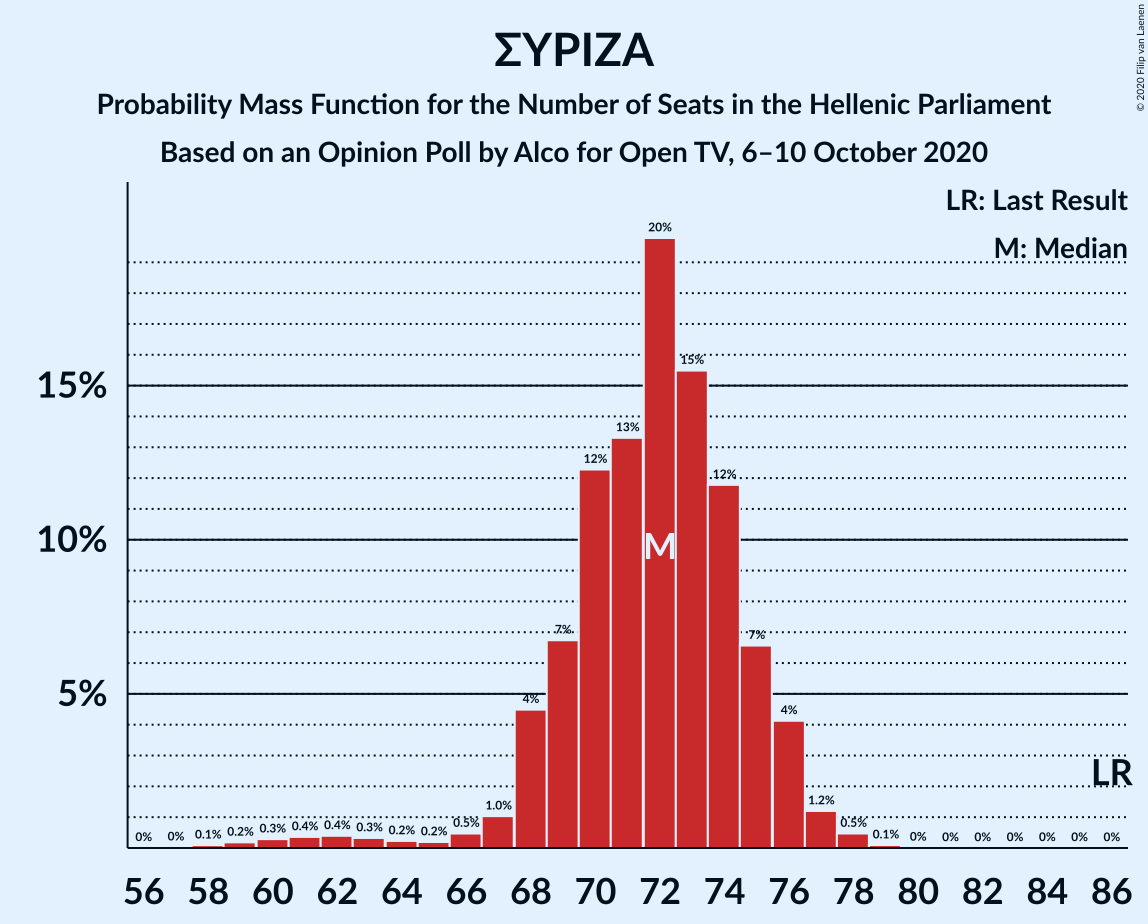 ΣΥΡΙΖΑ
Probability Mass Function for the Number of Seats in the Hellenic Parliament
Based on an Opinion Poll by Alco for Open TV, 6–10 October 2020
© 2020 Filip van Laenen
LR: Last Result
M: Median
15%
10%
5%
0% 0% 0.1% 0.2% 0.3% 0.4% 0.4% 0.3% 0.2% 0.2% 0.5% 1.0% 4% 7% 12% 13% 20% 15% 12% 7% 4% 1.2% 0.5% 0.1% 0% 0% 0% 0% 0% 0% 0%
M
LR
56 58 60 62 64 66 68 70 72 74 76 78 80 82 84 86